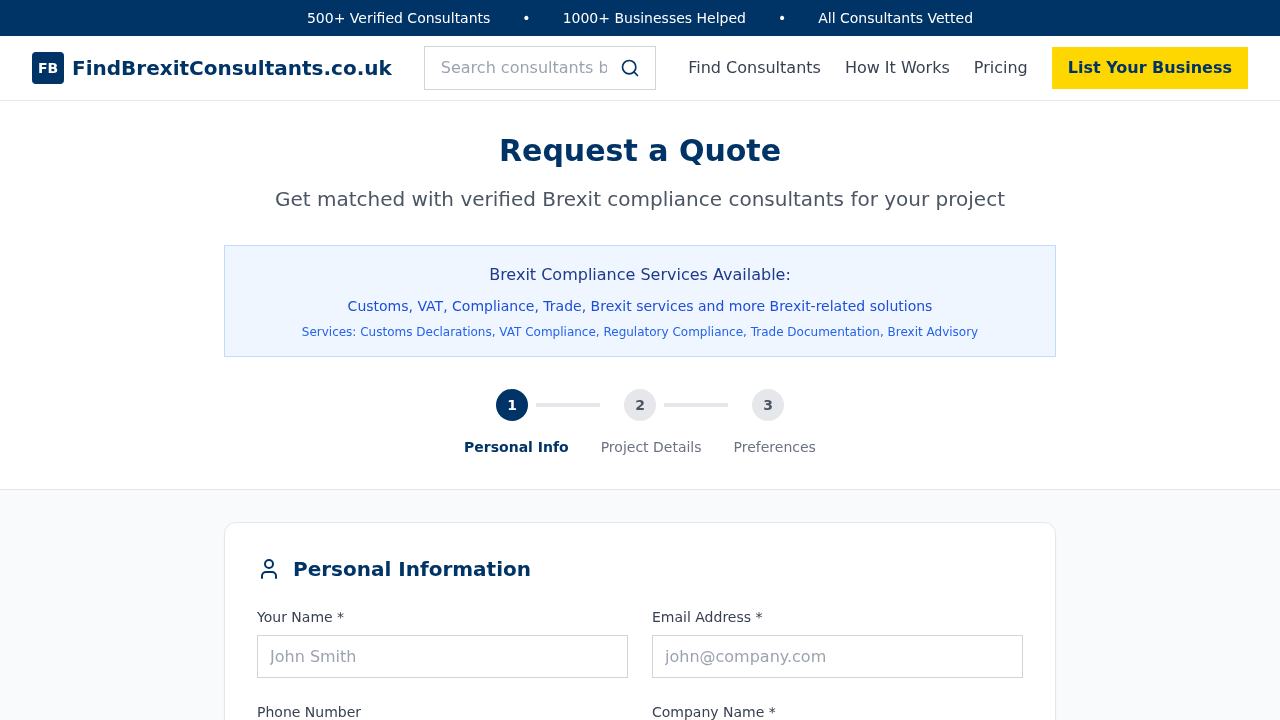 500+ Verified Consultants • 1000+ Businesses Helped • All Consultants Vetted
FB FindBrexitConsultants.co.uk
Search consultants b
Find Consultants How It Works Pricing List Your Business
Request a Quote
Get matched with verified Brexit compliance consultants for your project
Brexit Compliance Services Available:
Customs, VAT, Compliance, Trade, Brexit services and more Brexit-related solutions
Services: Customs Declarations, VAT Compliance, Regulatory Compliance, Trade Documentation, Brexit Advisory
1 2 3
Personal Info Project Details Preferences
Personal Information
Your Name * Email Address *
John Smith john@company.com
Phone Number Company Name *